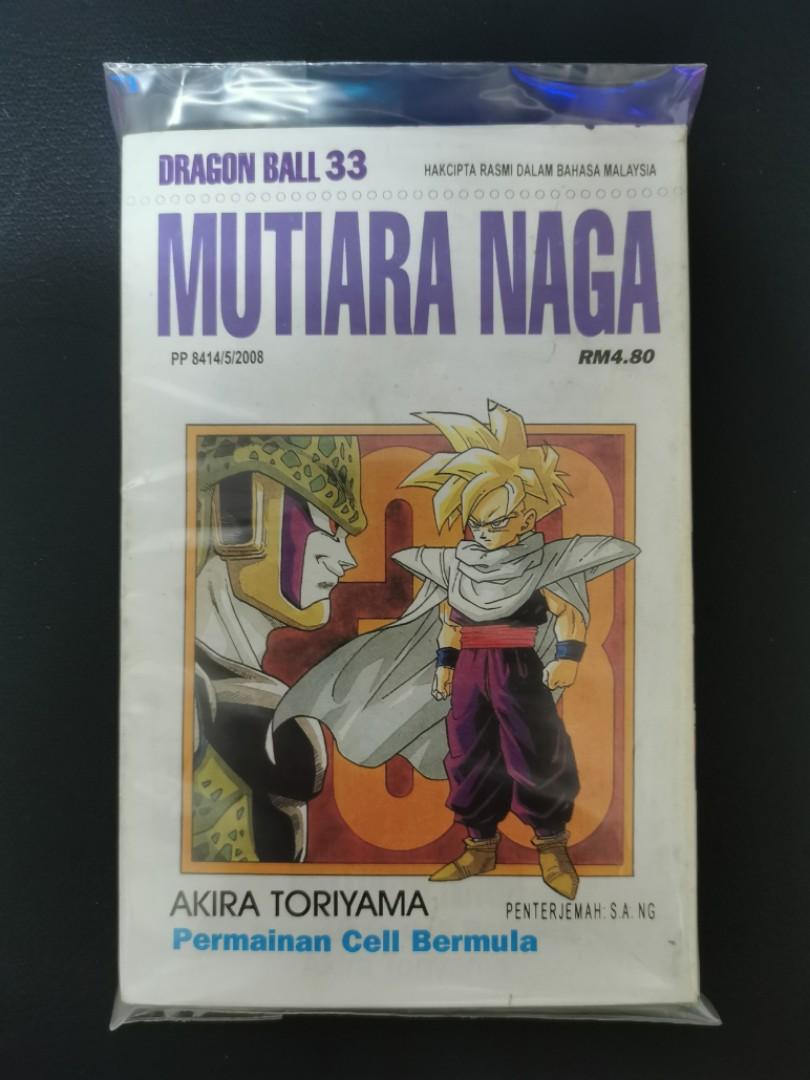 DRAGON BALL 33
HAKCIPTA RASMI DALAM BAHASA MALAYSIA
MUTIARA NAGA
PP 8414/5/2008
RM4.80
33
AKIRA TORIYAMA
PENTERJEMAH: S.A. NG
Permainan Cell Bermula